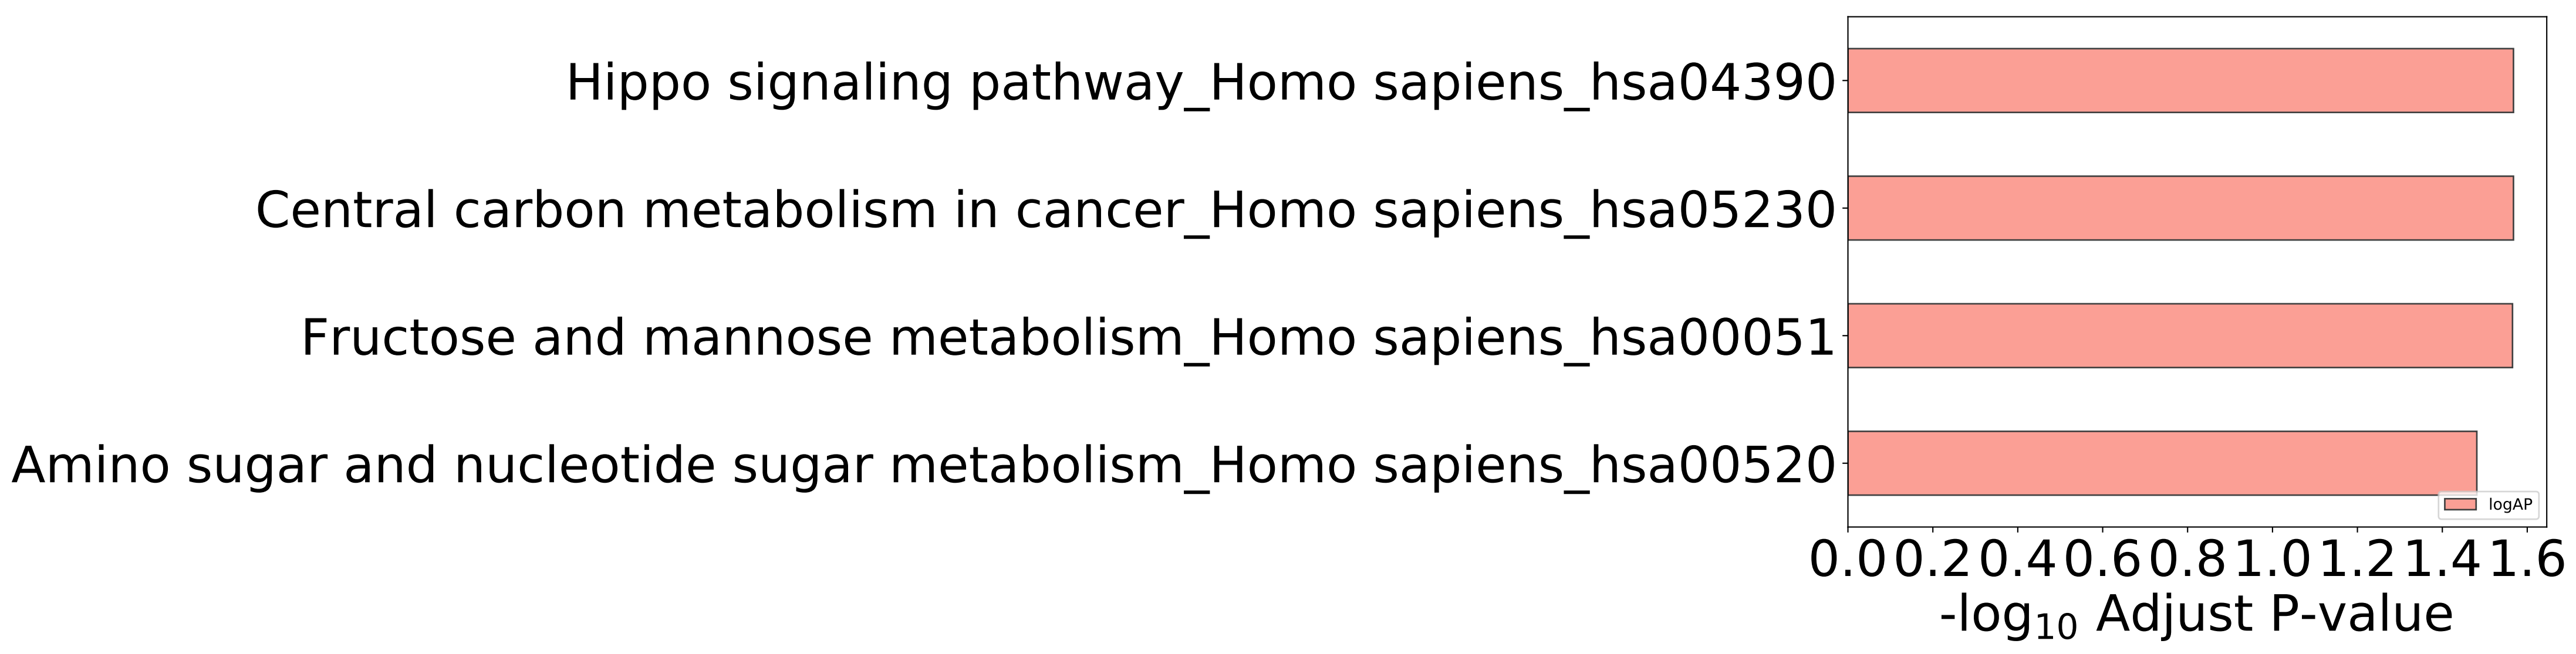 Hippo signaling pathway_Homo sapiens_hsa04390
Central carbon metabolism in cancer_Homo sapiens_hsa05230
Fructose and mannose metabolism_Homo sapiens_hsa00051
Amino sugar and nucleotide sugar metabolism_Homo sapiens_hsa00520
logAP
0.0 0.2 0.4 0.6 0.8 1.0 1.2 1.4 1.6
-log10 Adjust P-value